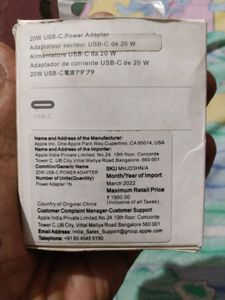 20W USB-C Power Adapter
Adaptateur secteur USB-C de 20 W
Alimentatore USB-C da 20 W
Adaptador de corriente USB-C de 20 W
20W USB-C電源アダプタ
USB-C
Name and Address of the Manufacturer:
Apple Inc. One Apple Park Way Cupertino, CA 95014, USA
Name and Address of the Importer:
Apple India Private Limited, No.24, 19th floor, Concorde
Tower C, UB City, Vittal Mallya Road, Bangalore -560 001
Common/Generic Name
20W USB-C POWER ADAPTER
Number of Units(Quantity)
Power Adapter 1N
SKU MHJD3HN/A
Month/Year of Import
March 2022
Maximum Retail Price
₹ 1900.00
(Inclusive of all Taxes)
Country of Original China
Customer Complaint Manager-Customer Support
Apple India Private Limited, No.24, 19th floor, Concorde
Tower C, UB City, Vittal Mallya Road, Bangalore -560 001
Email Address: India_Sales_Support@group.apple.com
Telephone: +91 80 4045 5150